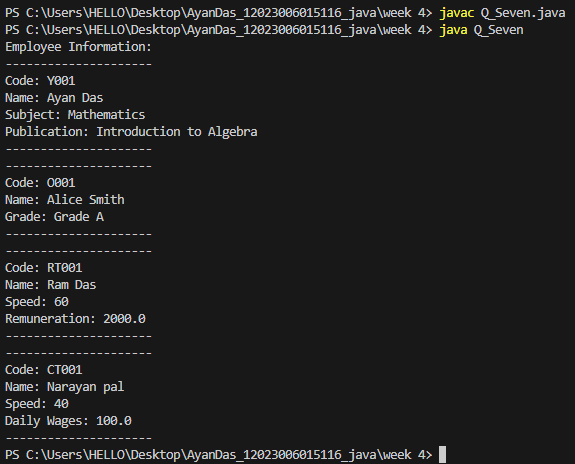 PS C:\Users\HELLO\Desktop\AyanDas_12023006015116_java\week 4> javac Q_Seven.java
PS C:\Users\HELLO\Desktop\AyanDas_12023006015116_java\week 4> java Q_Seven
Employee Information:
---------------------
Code: Y001
Name: Ayan Das
Subject: Mathematics
Publication: Introduction to Algebra
---------------------
---------------------
Code: O001
Name: Alice Smith
Grade: Grade A
---------------------
---------------------
Code: RT001
Name: Ram Das
Speed: 60
Remuneration: 2000.0
---------------------
---------------------
Code: CT001
Name: Narayan pal
Speed: 40
Daily Wages: 100.0
---------------------
PS C:\Users\HELLO\Desktop\AyanDas_12023006015116_java\week 4>